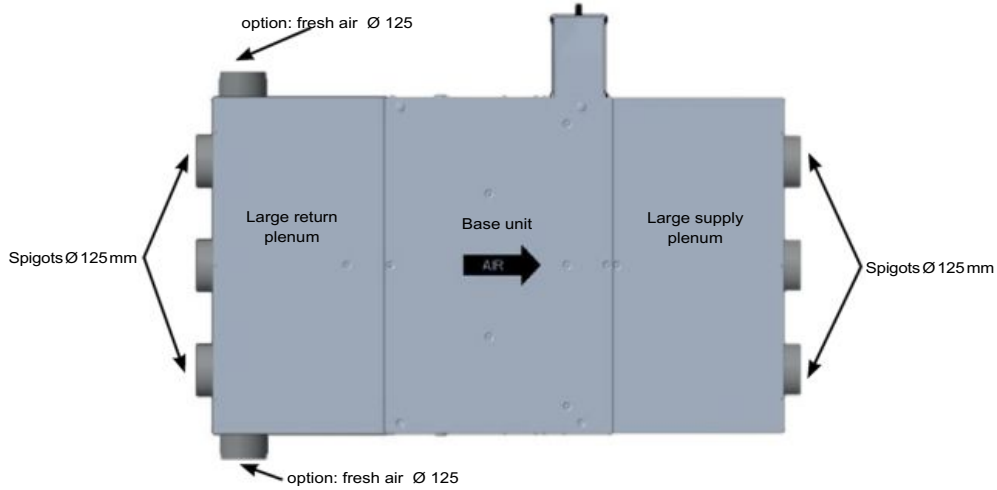 option: fresh air Ø 125
Large return
plenum
Base unit
Large supply
plenum
AIR
Spigots Ø 125 mm
Spigots Ø 125 mm
option: fresh air Ø 125